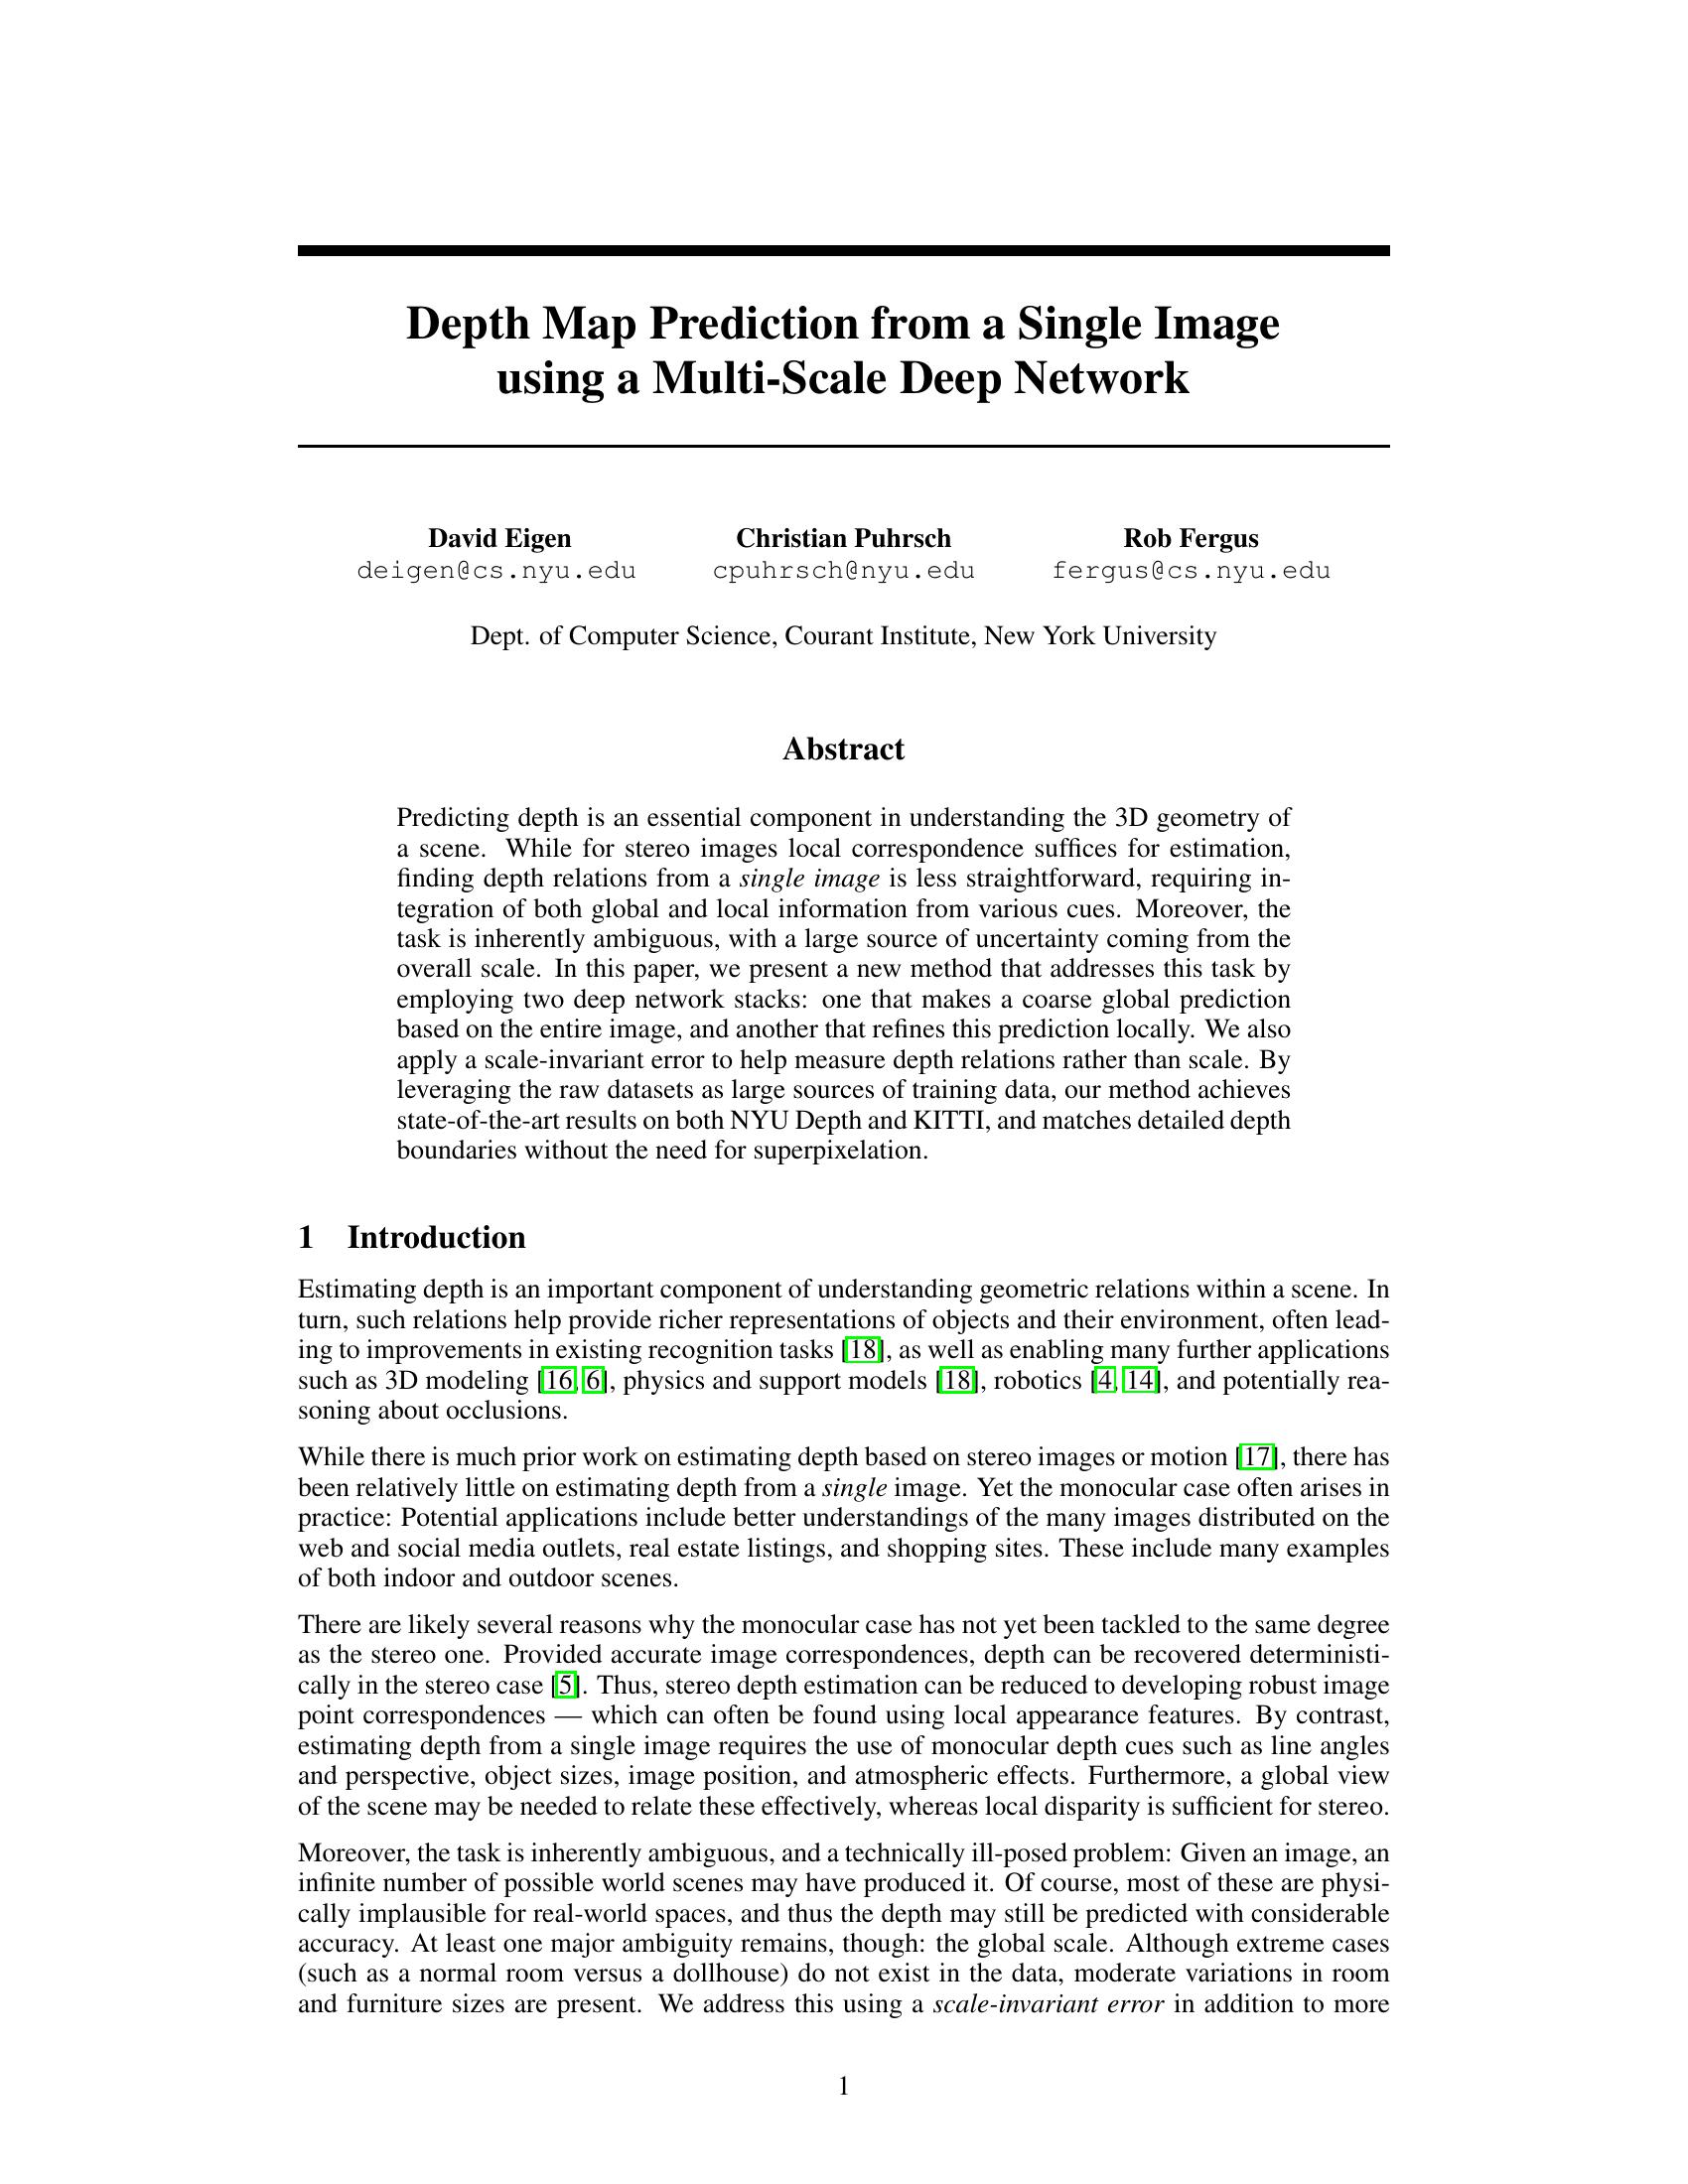 Depth Map Prediction from a Single Image
using a Multi-Scale Deep Network
David Eigen
deigen@cs.nyu.edu
Christian Puhrsch
cpuhrsch@nyu.edu
Rob Fergus
fergus@cs.nyu.edu
Dept. of Computer Science, Courant Institute, New York University
Abstract
Predicting depth is an essential component in understanding the 3D geometry of
a scene. While for stereo images local correspondence suffices for estimation,
finding depth relations from a single image is less straightforward, requiring in-
tegration of both global and local information from various cues. Moreover, the
task is inherently ambiguous, with a large source of uncertainty coming from the
overall scale. In this paper, we present a new method that addresses this task by
employing two deep network stacks: one that makes a coarse global prediction
based on the entire image, and another that refines this prediction locally. We also
apply a scale-invariant error to help measure depth relations rather than scale. By
leveraging the raw datasets as large sources of training data, our method achieves
state-of-the-art results on both NYU Depth and KITTI, and matches detailed depth
boundaries without the need for superpixelation.
1 Introduction
Estimating depth is an important component of understanding geometric relations within a scene. In
turn, such relations help provide richer representations of objects and their environment, often lead-
ing to improvements in existing recognition tasks [18], as well as enabling many further applications
such as 3D modeling [16, 6], physics and support models [18], robotics [4, 14], and potentially rea-
soning about occlusions.
While there is much prior work on estimating depth based on stereo images or motion [17], there has
been relatively little on estimating depth from a single image. Yet the monocular case often arises in
practice: Potential applications include better understandings of the many images distributed on the
web and social media outlets, real estate listings, and shopping sites. These include many examples
of both indoor and outdoor scenes.
There are likely several reasons why the monocular case has not yet been tackled to the same degree
as the stereo one. Provided accurate image correspondences, depth can be recovered deterministi-
cally in the stereo case [5]. Thus, stereo depth estimation can be reduced to developing robust image
point correspondences — which can often be found using local appearance features. By contrast,
estimating depth from a single image requires the use of monocular depth cues such as line angles
and perspective, object sizes, image position, and atmospheric effects. Furthermore, a global view
of the scene may be needed to relate these effectively, whereas local disparity is sufficient for stereo.
Moreover, the task is inherently ambiguous, and a technically ill-posed problem: Given an image, an
infinite number of possible world scenes may have produced it. Of course, most of these are physi-
cally implausible for real-world spaces, and thus the depth may still be predicted with considerable
accuracy. At least one major ambiguity remains, though: the global scale. Although extreme cases
(such as a normal room versus a dollhouse) do not exist in the data, moderate variations in room
and furniture sizes are present. We address this using a scale-invariant error in addition to more
1